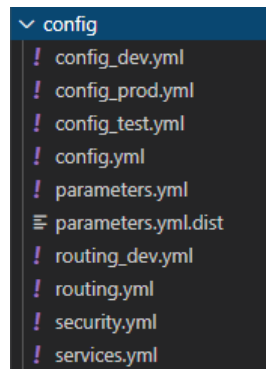 config
config_dev.yml
config_prod.yml
config_test.yml
config.yml
parameters.yml
parameters.yml.dist
routing_dev.yml
routing.yml
security.yml
services.yml